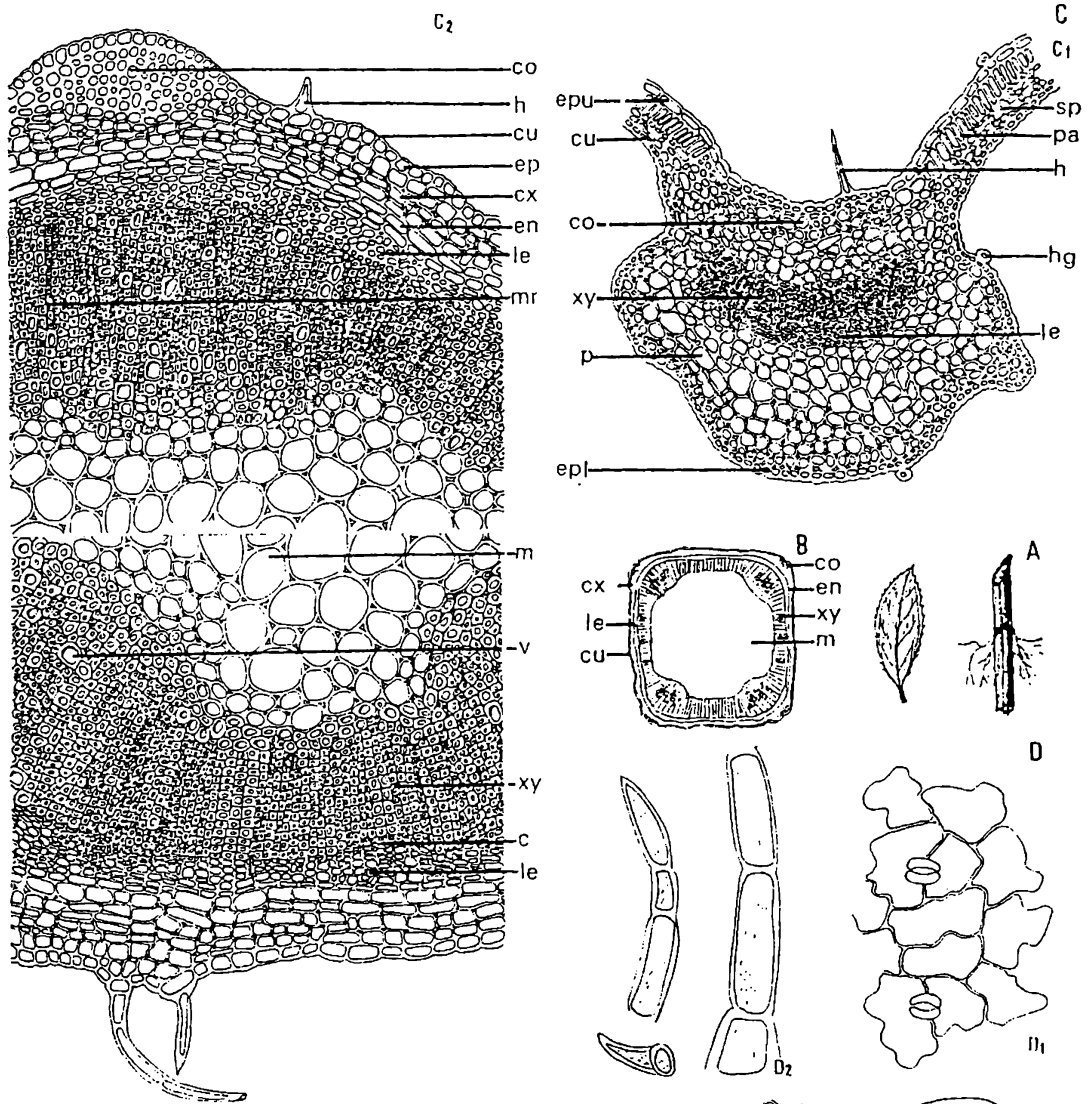 C₂
co
h
cu
ep
cx
en
le
mr
m
v
xy
c
le
C
C₁
epu
cu
co
xy
p
epl
sp
pa
h
hg
le
B
cx
le
cu
co
en
xy
m
A
D
D₂
D₁